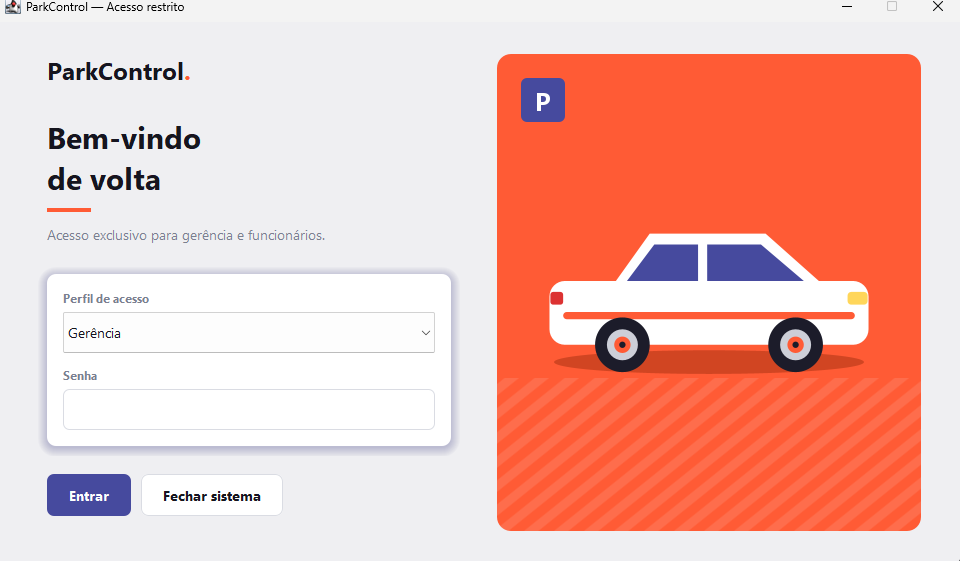 ParkControl — Acesso restrito
ParkControl.
P
Bem-vindo
de volta
Acesso exclusivo para gerência e funcionários.
Perfil de acesso
Gerência
Senha
Entrar
Fechar sistema